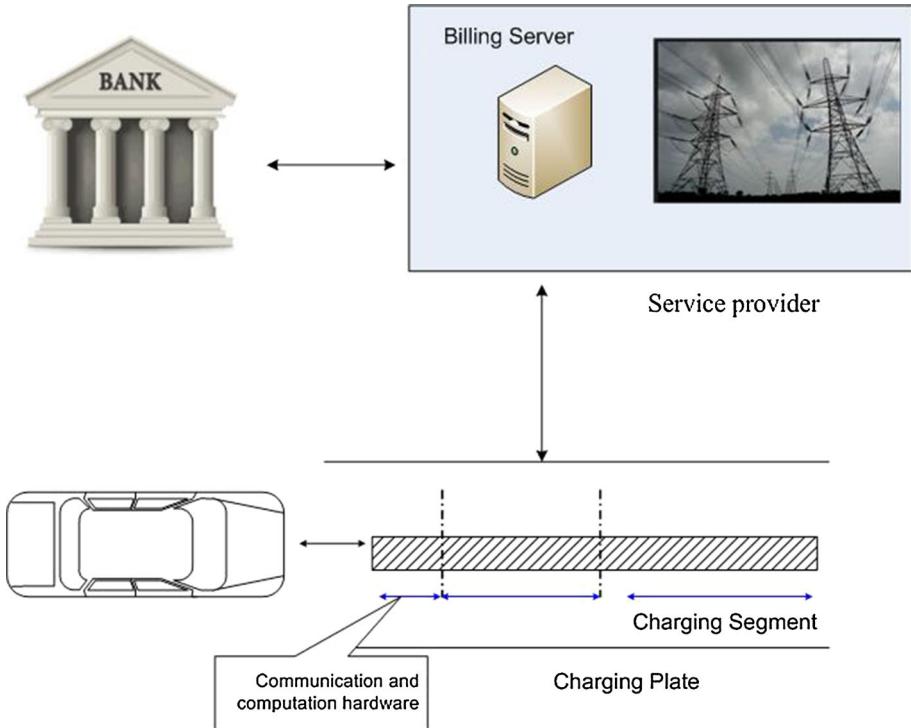 BANK
Billing Server
Service provider
Charging Segment
Communication and
computation hardware
Charging Plate